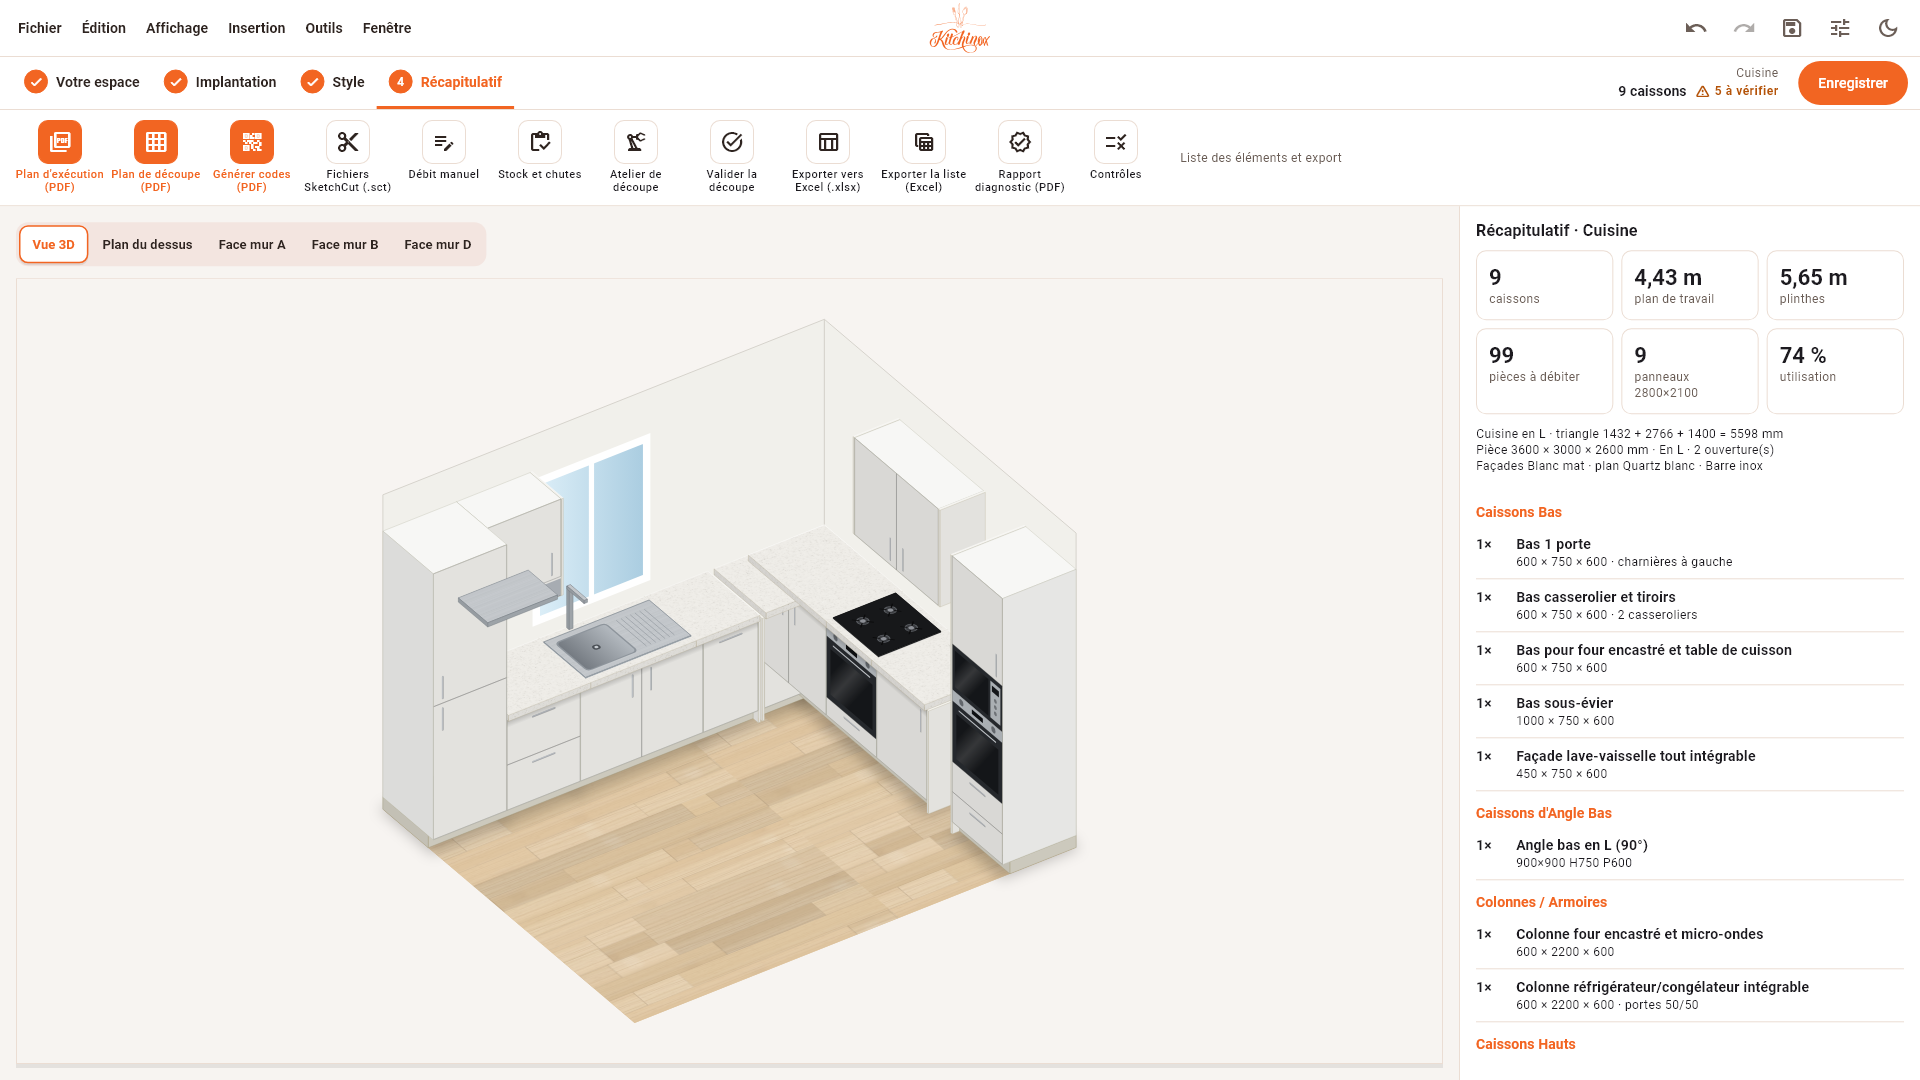 Fichier Édition Affichage Insertion Outils Fenêtre
Kitchinox
Votre espace
Implantation
Style
4 Récapitulatif
Cuisine
9 caissons 5 à vérifier
Enregistrer
Plan d'exécution (PDF)
Plan de découpe (PDF)
Générer codes (PDF)
Fichiers SketchCut (.sct)
Débit manuel
Stock et chutes
Atelier de découpe
Valider la découpe
Exporter vers Excel (.xlsx)
Exporter la liste (Excel)
Rapport diagnostic (PDF)
Contrôles
Liste des éléments et export
Vue 3D Plan du dessus Face mur A Face mur B Face mur D
Récapitulatif · Cuisine
9
caissons
4,43 m
plan de travail
5,65 m
plinthes
99
pièces à débiter
9
panneaux
2800×2100
74 %
utilisation
Cuisine en L · triangle 1432 + 2766 + 1400 = 5598 mm
Pièce 3600 × 3000 × 2600 mm · En L · 2 ouverture(s)
Façades Blanc mat · plan Quartz blanc · Barre inox
Caissons Bas
1× Bas 1 porte
600 × 750 × 600 · charnières à gauche
1× Bas casserolier et tiroirs
600 × 750 × 600 · 2 casseroliers
1× Bas pour four encastré et table de cuisson
600 × 750 × 600
1× Bas sous-évier
1000 × 750 × 600
1× Façade lave-vaisselle tout intégrable
450 × 750 × 600
Caissons d'Angle Bas
1× Angle bas en L (90°)
900×900 H750 P600
Colonnes / Armoires
1× Colonne four encastré et micro-ondes
600 × 2200 × 600
1× Colonne réfrigérateur/congélateur intégrable
600 × 2200 × 600 · portes 50/50
Caissons Hauts